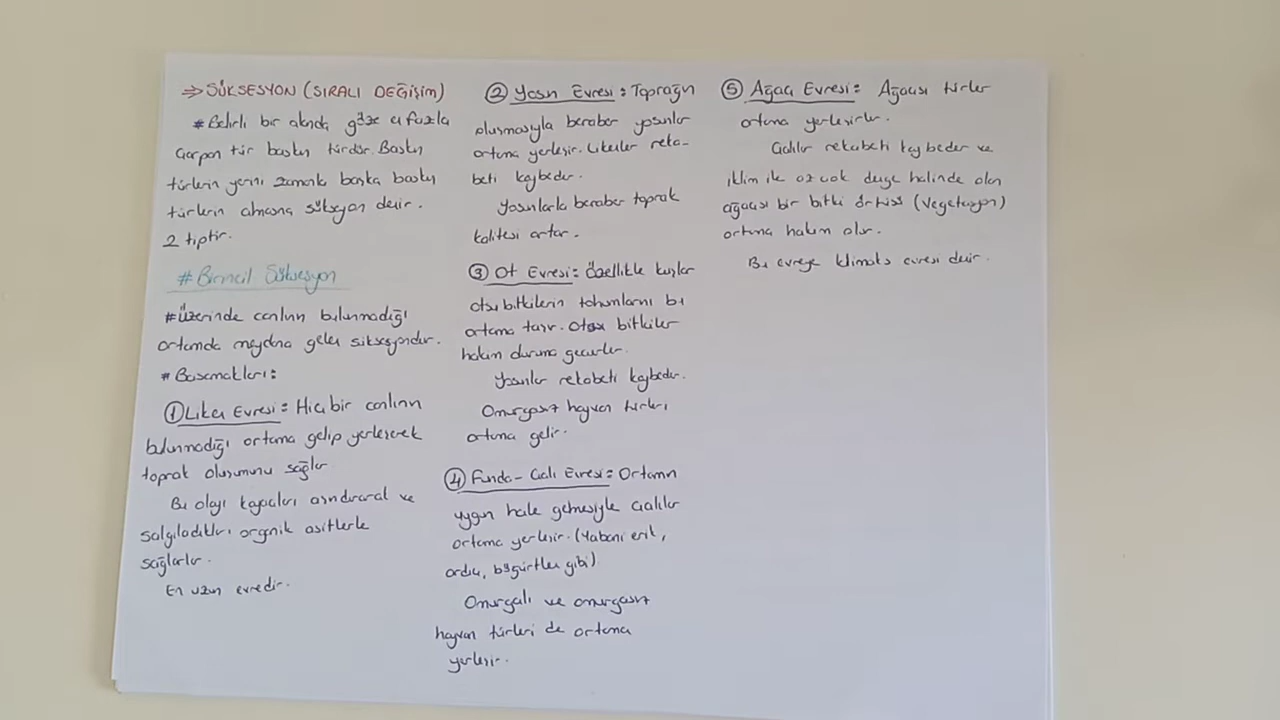 ⇒ SÜKSESYON (SIRALI DEĞİŞİM)
# Belirli bir alanda göze en fazla
çarpan tür baskın türdür. Baskın
türlerin yerini zamanla başka baskın
türlerin almasına süksesyon denir.
2 tiptir.
# Birincil Süksesyon
# Üzerinde canlının bulunmadığı
ortamda meydana gelen süksesyondur.
# Basamakları:
① Liken Evresi: Hiçbir canlının
bulunmadığı ortama gelip yerleşerek
toprak oluşumunu sağlar.
Bu olayı kayaları aşındırarak ve
salgıladıkları organik asitlerle
sağlarlar.
En uzun evredir.
② Yosun Evresi: Toprağın
oluşmasıyla beraber yosunlar
ortama yerleşir. Likenler reka-
beti kaybeder.
Yosunlarla beraber toprak
kalitesi artar.
③ Ot Evresi: Özellikle kuşlar
otsu bitkilerin tohumlarını bu
ortama taşır. Otsu bitkiler
hakim duruma geçerler.
Yosunlar rekabeti kaybeder.
Omurgasız hayvan türleri
ortama gelir.
④ Funda-Çalı Evresi: Ortamın
uygun hale gelmesiyle çalılar
ortama yerleşir. (Yabani erik,
ardıç, böğürtlen gibi)
Omurgalı ve omurgasız
hayvan türleri de ortama
yerleşir.
⑤ Ağaç Evresi: Ağaçsı türler
ortama yerleşirler.
Çalılar rekabeti kaybeder ve
iklim ile az çok denge halinde olan
ağaçsı bir bitki örtüsü (Vegetasyon)
ortama hakim olur.
Bu evreye klimaks evresi denir.